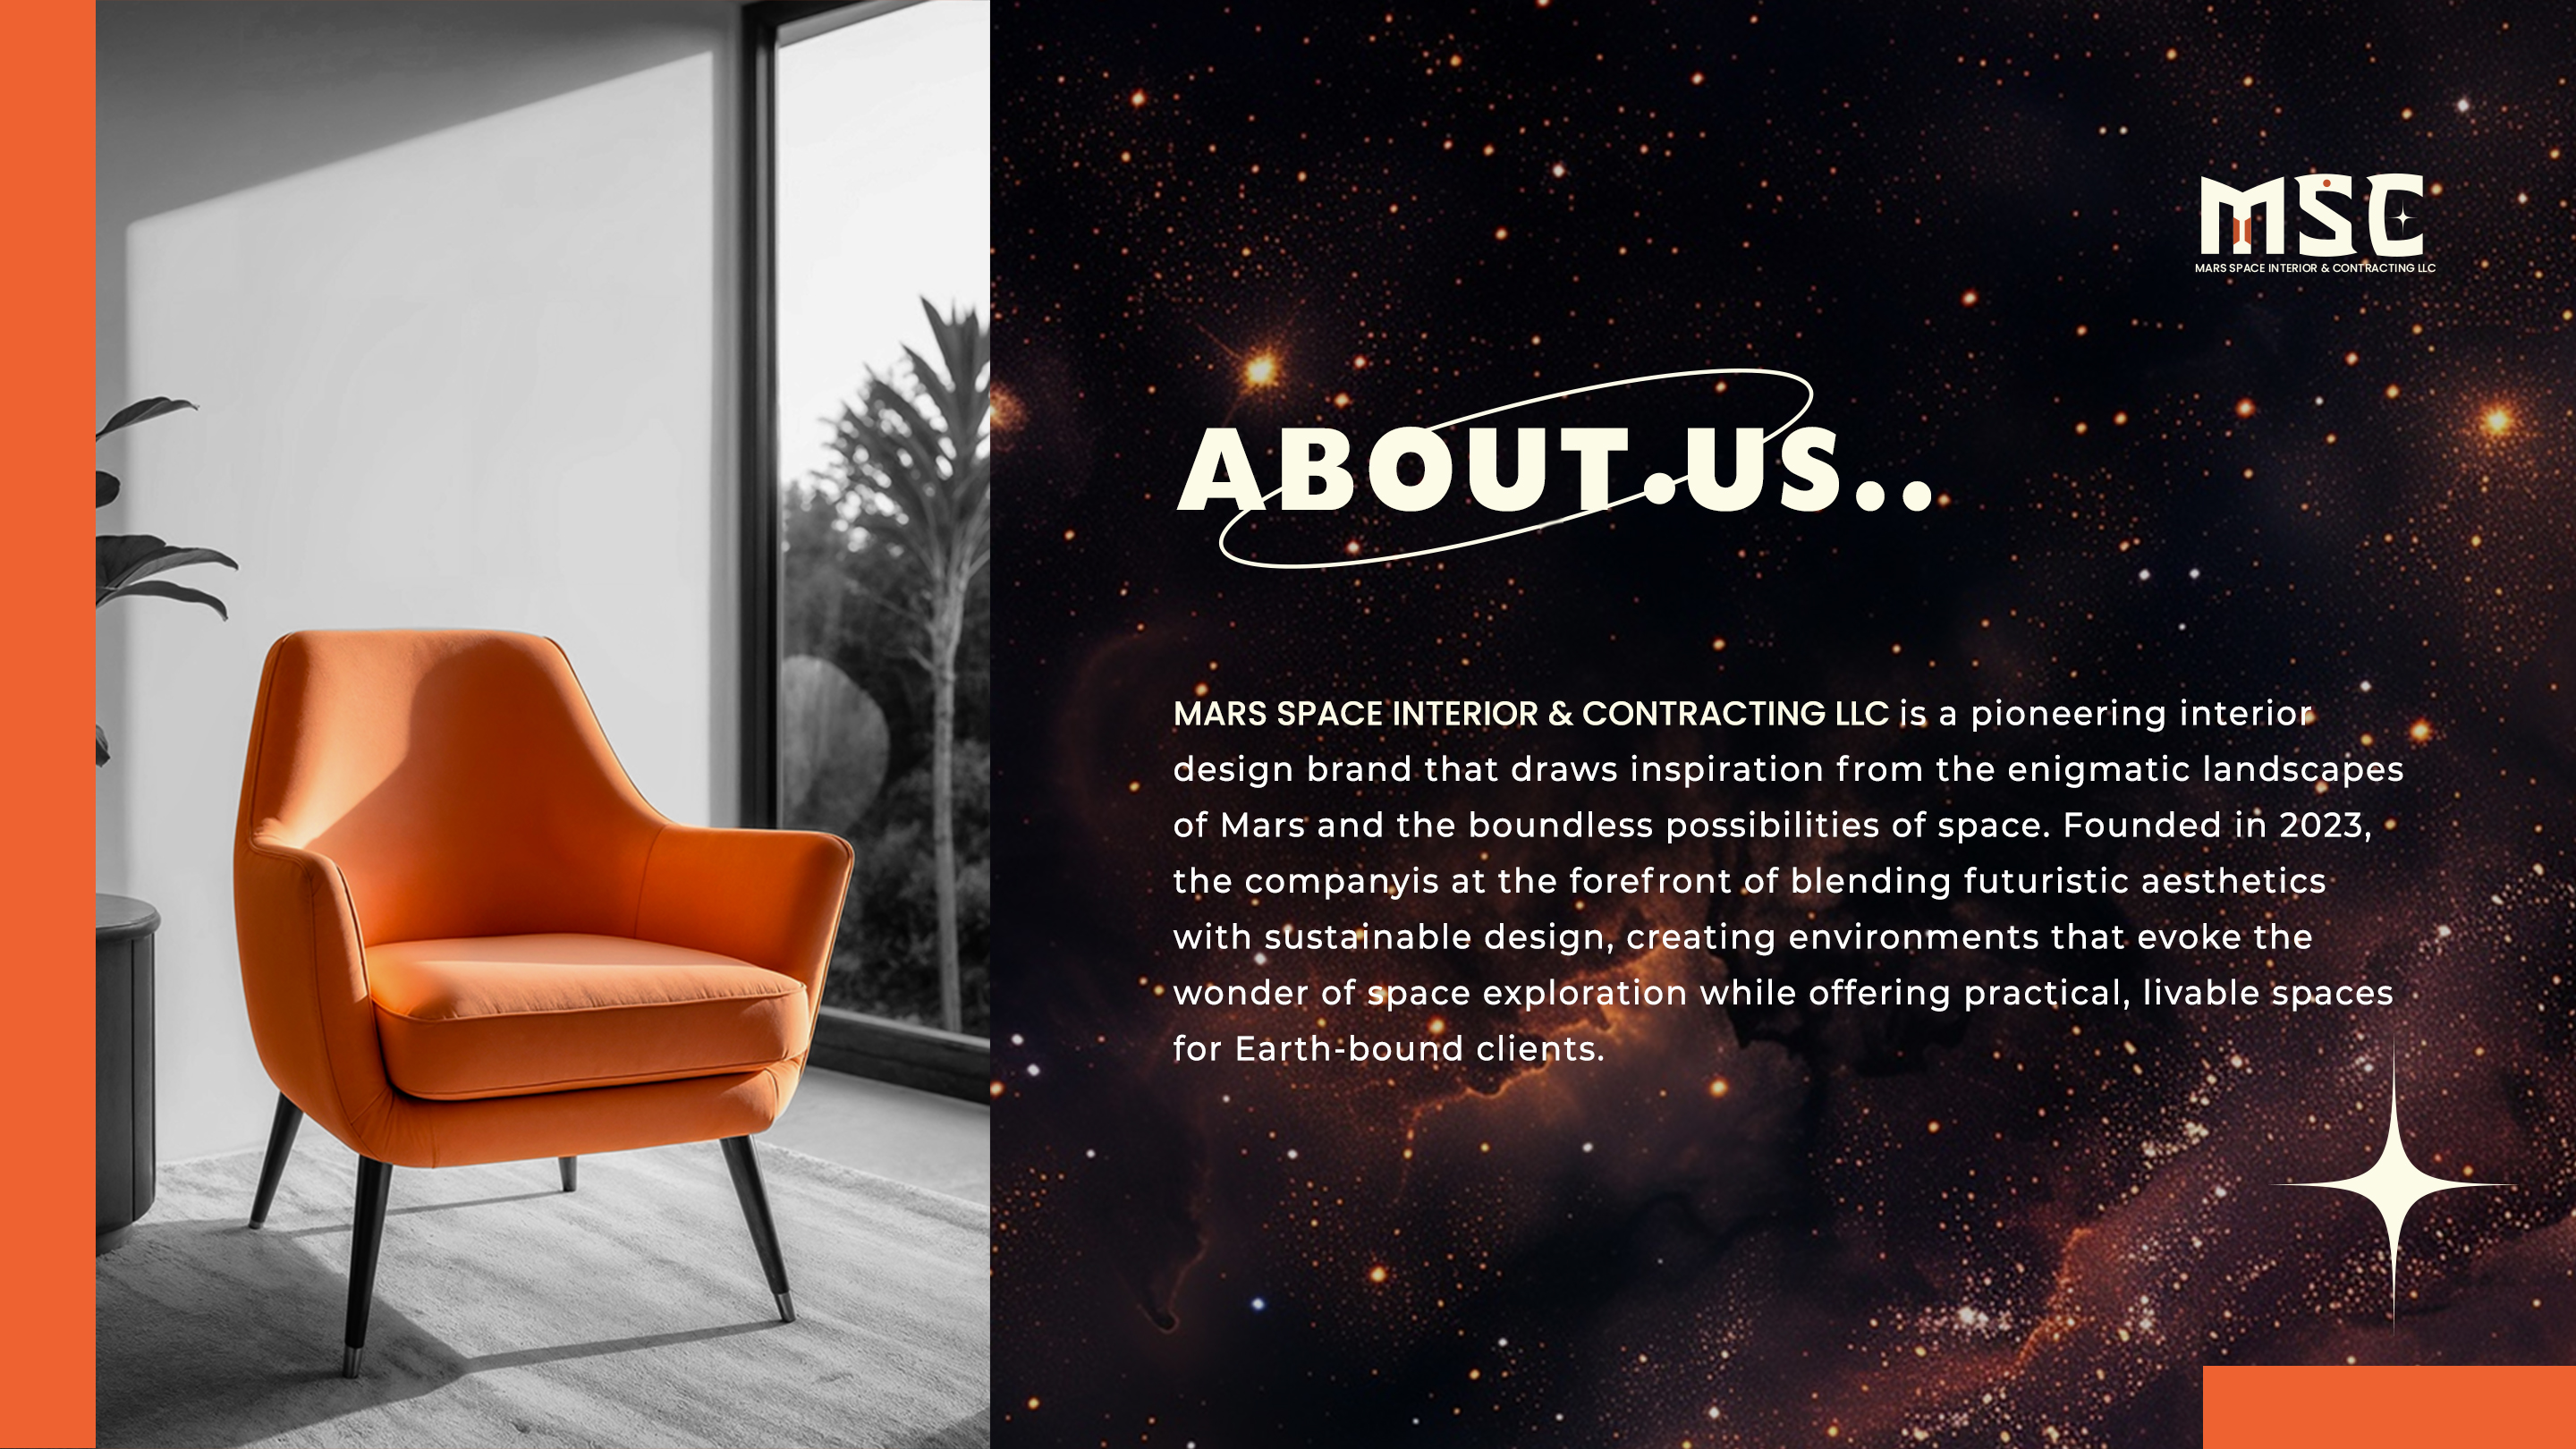 MSC
MARS SPACE INTERIOR & CONTRACTING LLC
ABOUT.US..
MARS SPACE INTERIOR & CONTRACTING LLC is a pioneering interior
design brand that draws inspiration from the enigmatic landscapes
of Mars and the boundless possibilities of space. Founded in 2023,
the companyis at the forefront of blending futuristic aesthetics
with sustainable design, creating environments that evoke the
wonder of space exploration while offering practical, livable spaces
for Earth-bound clients.